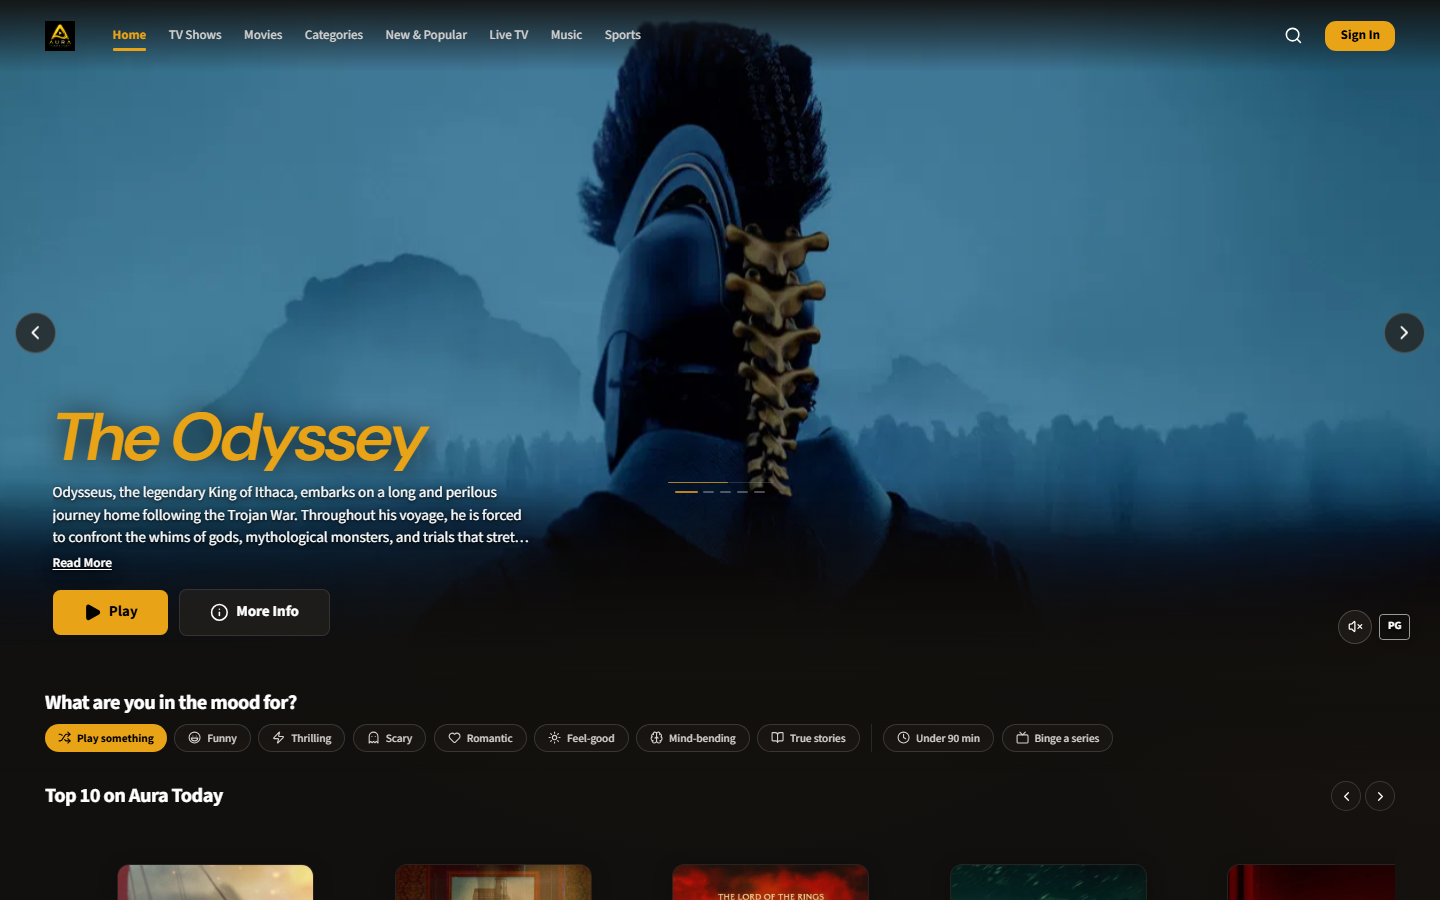 AURA
Home TV Shows Movies Categories New & Popular Live TV Music Sports
Sign In
The Odyssey
Odysseus, the legendary King of Ithaca, embarks on a long and perilous
journey home following the Trojan War. Throughout his voyage, he is forced
to confront the whims of gods, mythological monsters, and trials that stret...
Read More
Play More Info
PG
What are you in the mood for?
Play something Funny Thrilling Scary Romantic Feel-good Mind-bending True stories Under 90 min Binge a series
Top 10 on Aura Today
THE LORD OF THE RINGS